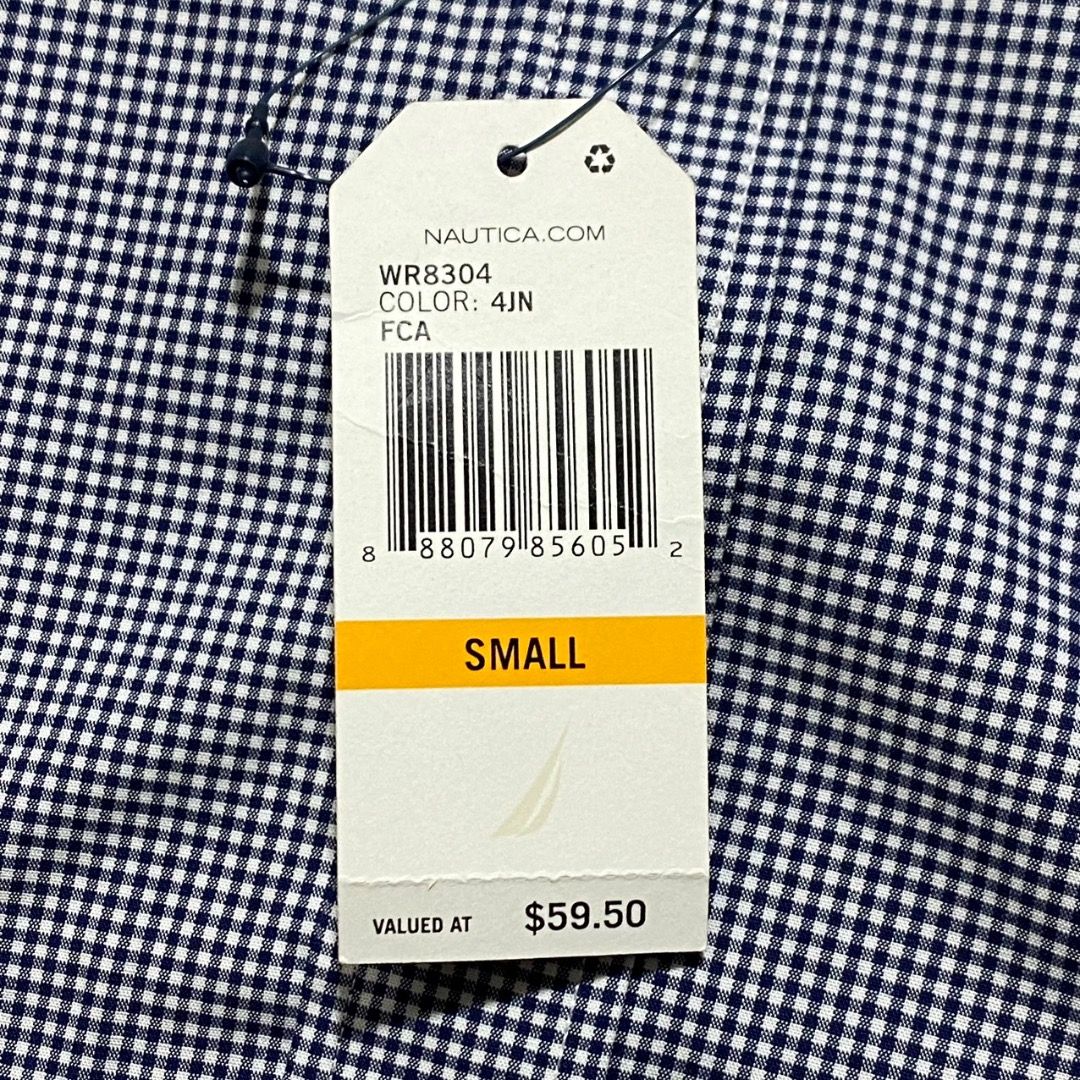 NAUTICA.COM
WR8304
COLOR: 4JN
FCA
8 88079 85605 2
SMALL
VALUED AT $59.50